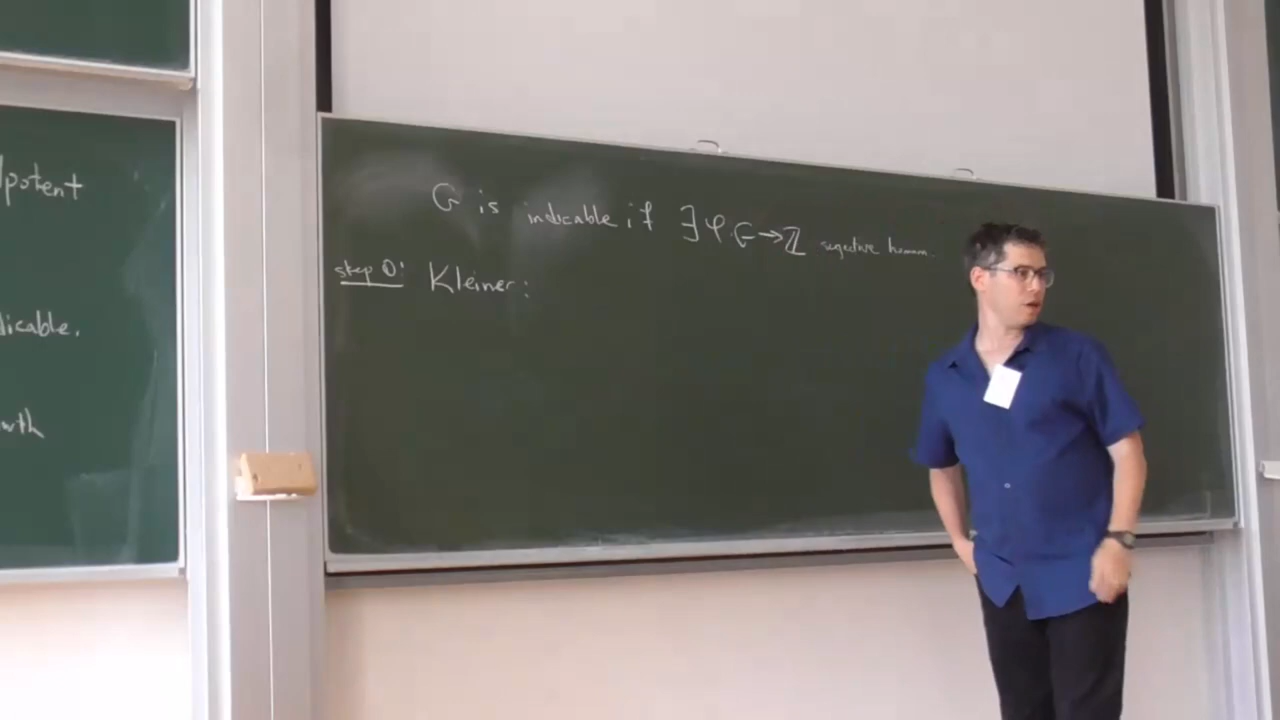 potent
dicable.
wth
G is indicable if ∃ φ: G → ℤ surjective homom.
step 0: Kleiner: